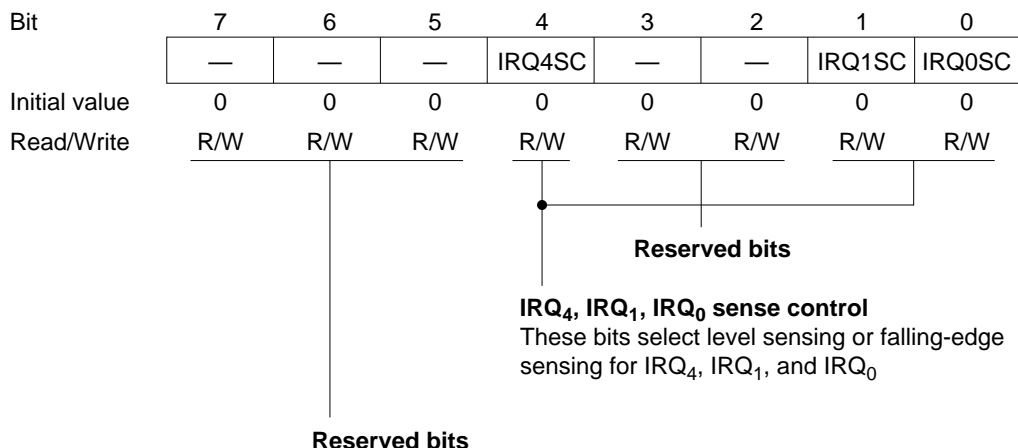 Bit 7 6 5 4 3 2 1 0
— — — IRQ4SC — — IRQ1SC IRQ0SC
Initial value 0 0 0 0 0 0 0 0
Read/Write R/W R/W R/W R/W R/W R/W R/W R/W
Reserved bits
IRQ4, IRQ1, IRQ0 sense control
These bits select level sensing or falling-edge
sensing for IRQ4, IRQ1, and IRQ0
Reserved bits